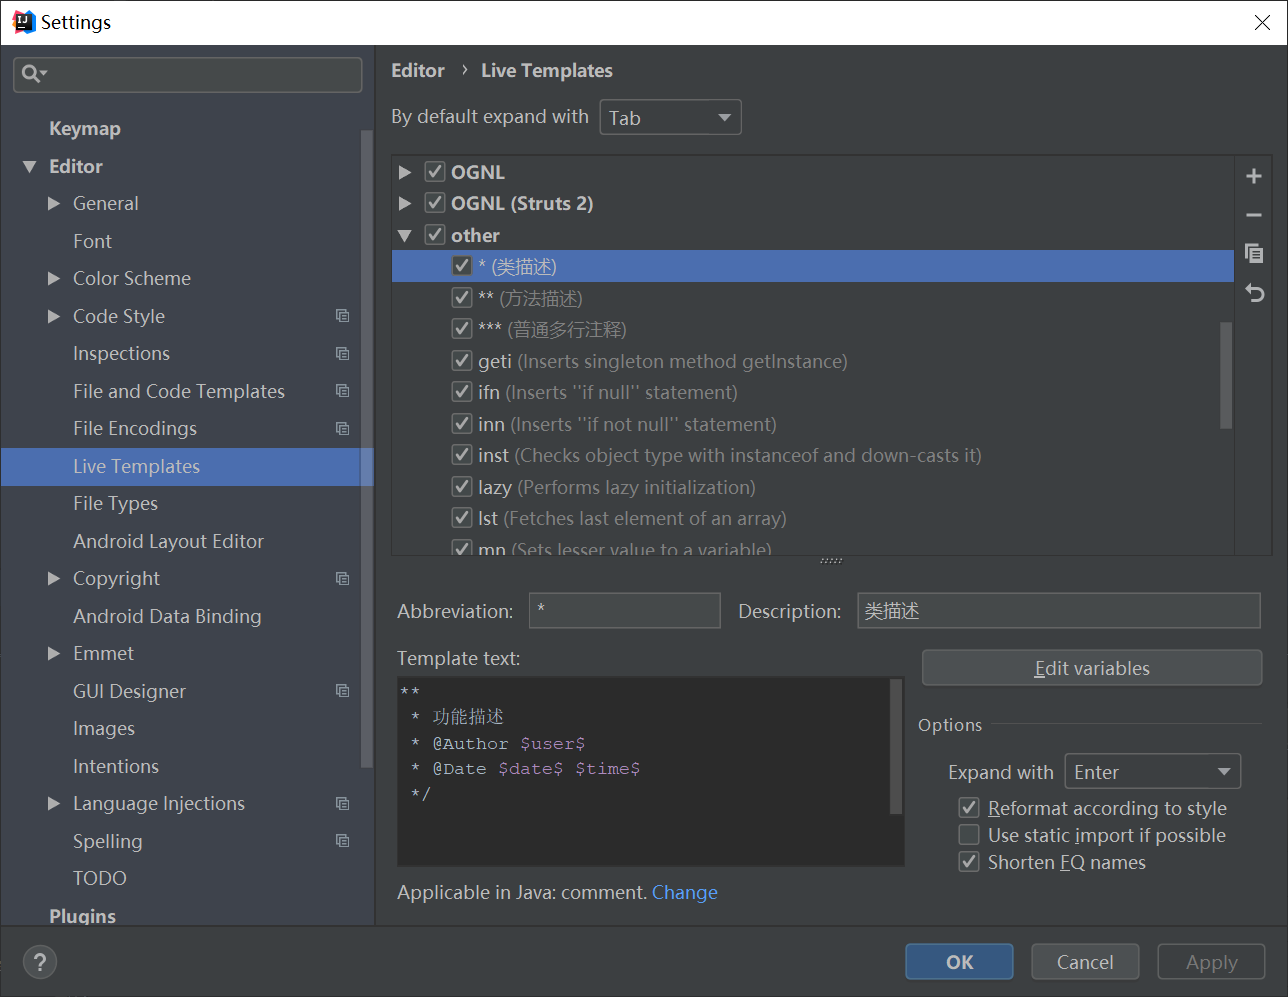 Settings
Editor › Live Templates
By default expand with Tab
Keymap
Editor
General
Font
Color Scheme
Code Style
Inspections
File and Code Templates
File Encodings
Live Templates
File Types
Android Layout Editor
Copyright
Android Data Binding
Emmet
GUI Designer
Images
Intentions
Language Injections
Spelling
TODO
Plugins
OGNL
OGNL (Struts 2)
other
* (类描述)
** (方法描述)
*** (普通多行注释)
geti (Inserts singleton method getInstance)
ifn (Inserts ''if null'' statement)
inn (Inserts ''if not null'' statement)
inst (Checks object type with instanceof and down-casts it)
lazy (Performs lazy initialization)
lst (Fetches last element of an array)
mn (Sets lesser value to a variable)
Abbreviation: * Description: 类描述
Template text:
**
* 功能描述
* @Author $user$
* @Date $date$ $time$
*/
Edit variables
Options
Expand with Enter
Reformat according to style
Use static import if possible
Shorten FQ names
Applicable in Java: comment. Change
? OK Cancel Apply